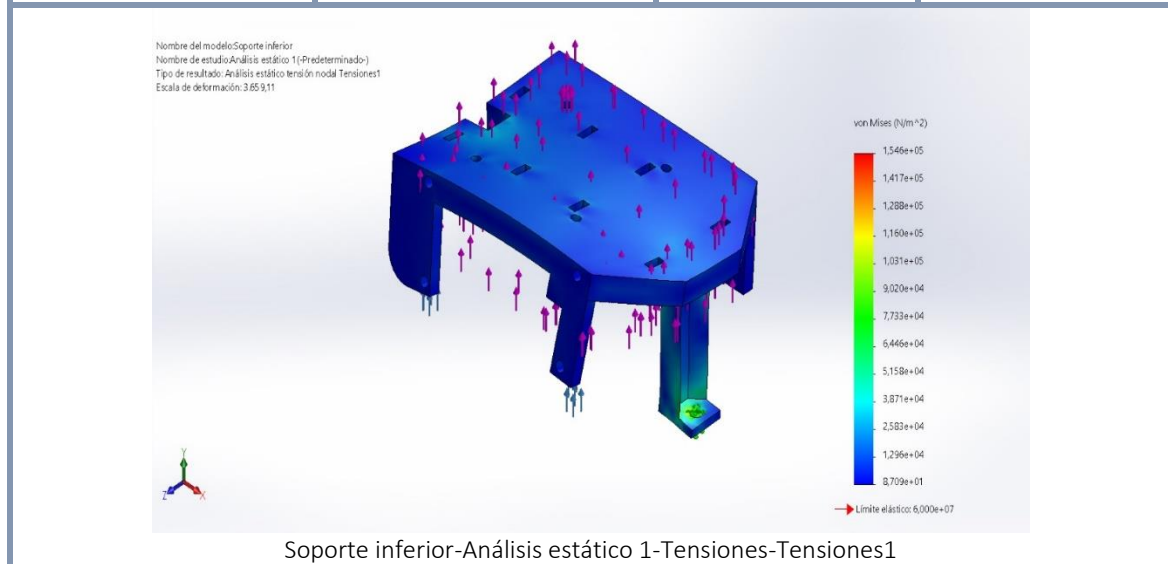 Nombre del modelo:Soporte inferior
Nombre de estudio:Análisis estático 1(-Predeterminado-)
Tipo de resultado: Análisis estático tensión nodal Tensiones1
Escala de deformación: 3.659,11
von Mises (N/m^2)
1,546e+05
1,417e+05
1,288e+05
1,160e+05
1,031e+05
9,020e+04
7,733e+04
6,446e+04
5,158e+04
3,871e+04
2,583e+04
1,296e+04
8,709e+01
Límite elástico: 6,000e+07
Y
Z
X
Soporte inferior-Análisis estático 1-Tensiones-Tensiones1